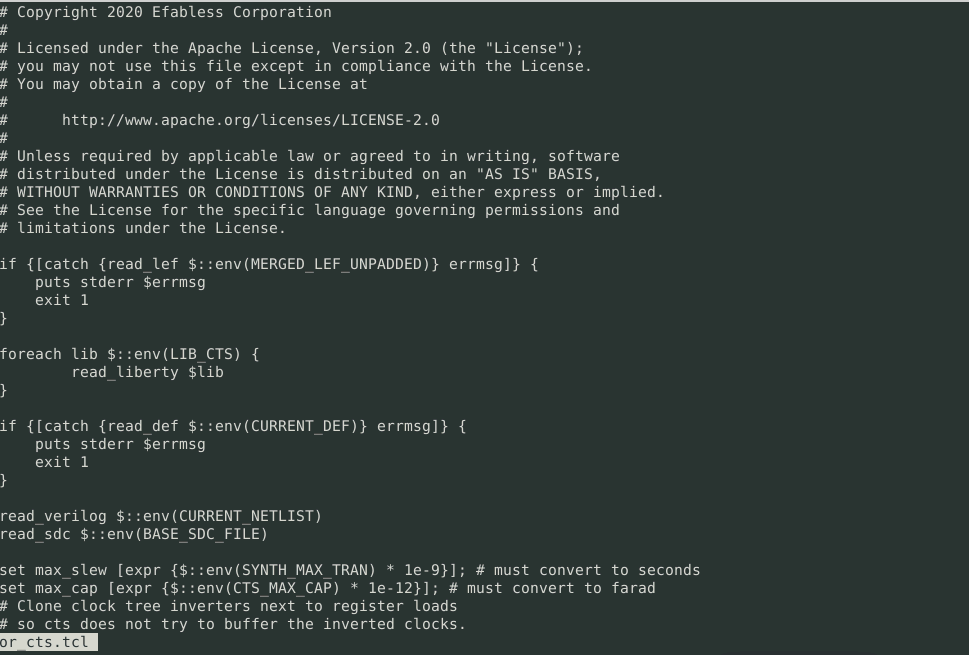 # Copyright 2020 Efabless Corporation
#
# Licensed under the Apache License, Version 2.0 (the "License");
# you may not use this file except in compliance with the License.
# You may obtain a copy of the License at
#
#      http://www.apache.org/licenses/LICENSE-2.0
#
# Unless required by applicable law or agreed to in writing, software
# distributed under the License is distributed on an "AS IS" BASIS,
# WITHOUT WARRANTIES OR CONDITIONS OF ANY KIND, either express or implied.
# See the License for the specific language governing permissions and
# limitations under the License.

if {[catch {read_lef $::env(MERGED_LEF_UNPADDED)} errmsg]} {
    puts stderr $errmsg
    exit 1
}

foreach lib $::env(LIB_CTS) {
        read_liberty $lib
}

if {[catch {read_def $::env(CURRENT_DEF)} errmsg]} {
    puts stderr $errmsg
    exit 1
}

read_verilog $::env(CURRENT_NETLIST)
read_sdc $::env(BASE_SDC_FILE)

set max_slew [expr {$::env(SYNTH_MAX_TRAN) * 1e-9}]; # must convert to seconds
set max_cap [expr {$::env(CTS_MAX_CAP) * 1e-12}]; # must convert to farad
# Clone clock tree inverters next to register loads
# so cts does not try to buffer the inverted clocks.
or_cts.tcl